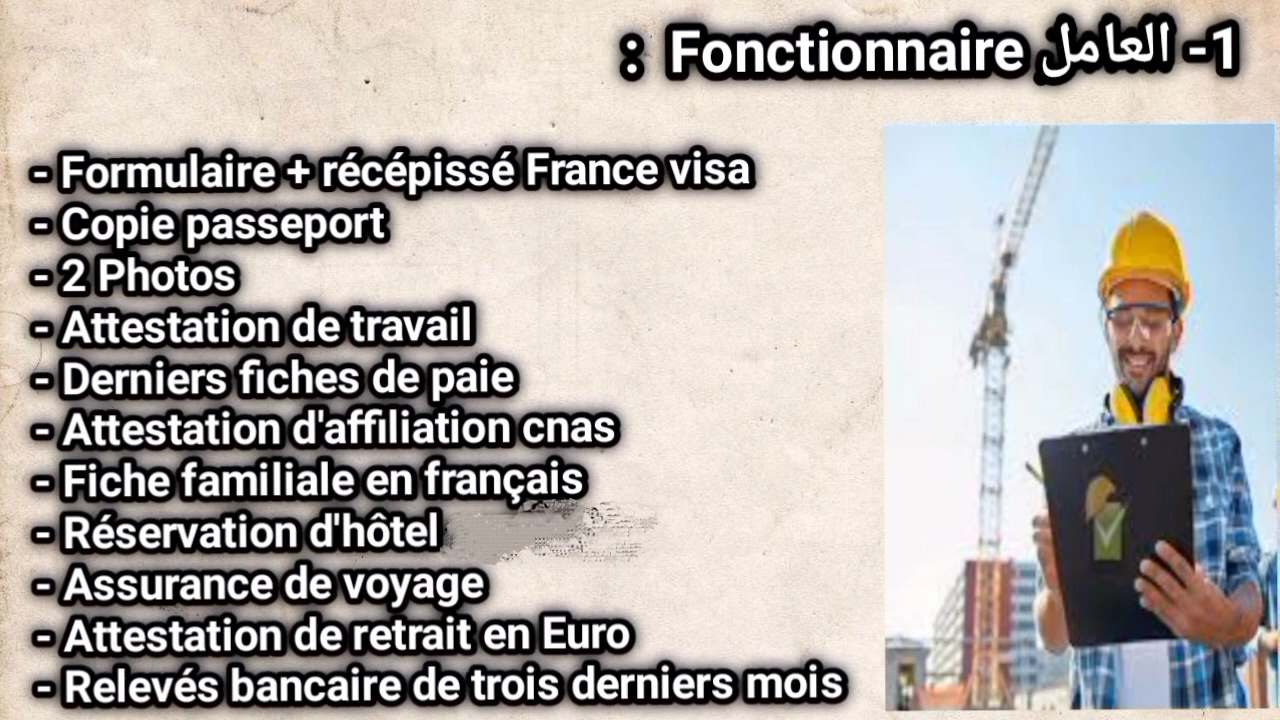 1- العامل Fonctionnaire :
- Formulaire + récépissé France visa
- Copie passeport
- 2 Photos
- Attestation de travail
- Derniers fiches de paie
- Attestation d'affiliation cnas
- Fiche familiale en français
- Réservation d'hôtel
- Assurance de voyage
- Attestation de retrait en Euro
- Relevés bancaire de trois derniers mois